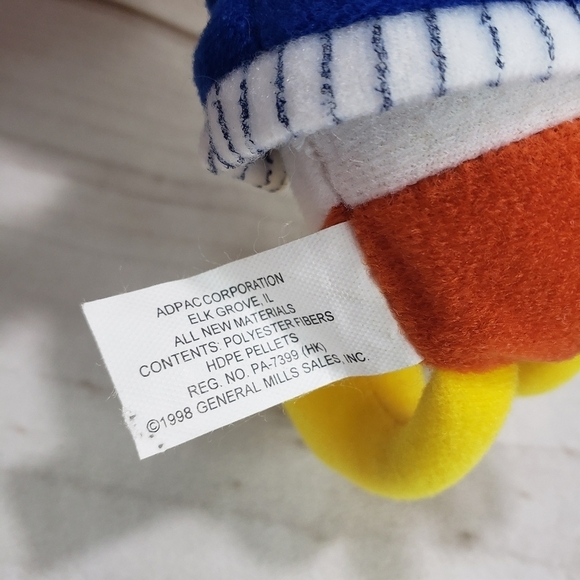 ADPAC CORPORATION
ELK GROVE, IL
ALL NEW MATERIALS
CONTENTS: POLYESTER FIBERS
HDPE PELLETS
REG. NO. PA-7399 (HK)
©1998 GENERAL MILLS SALES, INC.